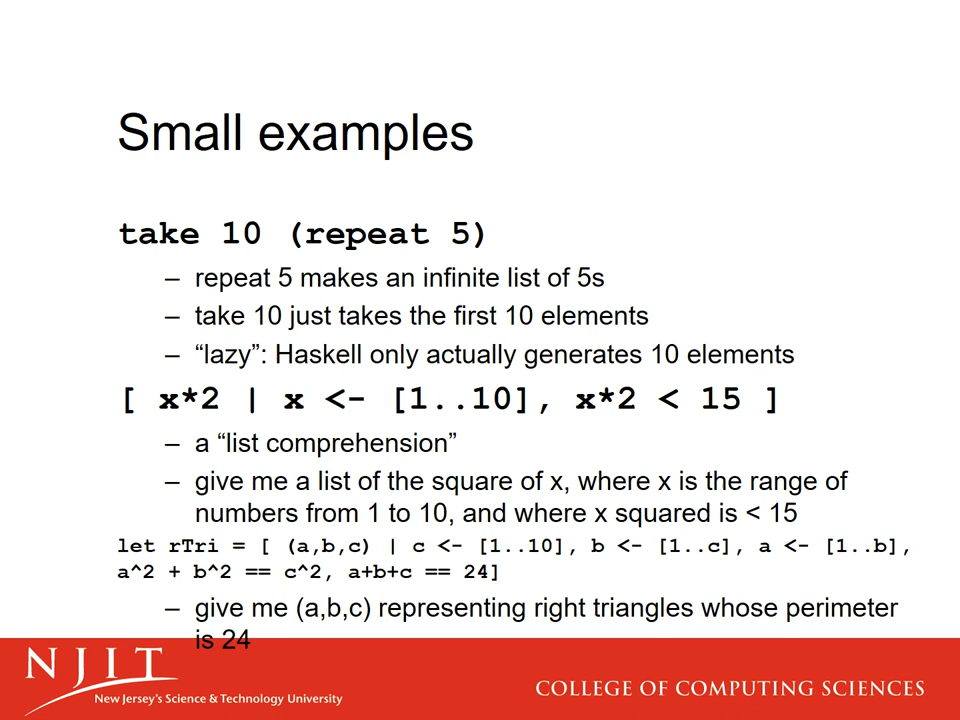 Small examples
take 10 (repeat 5)
– repeat 5 makes an infinite list of 5s
– take 10 just takes the first 10 elements
– “lazy”: Haskell only actually generates 10 elements
[ x*2 | x <- [1..10], x*2 < 15 ]
– a “list comprehension”
– give me a list of the square of x, where x is the range of
numbers from 1 to 10, and where x squared is < 15
let rTri = [ (a,b,c) | c <- [1..10], b <- [1..c], a <- [1..b],
a^2 + b^2 == c^2, a+b+c == 24]
– give me (a,b,c) representing right triangles whose perimeter
is 24
NJIT
New Jersey's Science & Technology University
COLLEGE OF COMPUTING SCIENCES